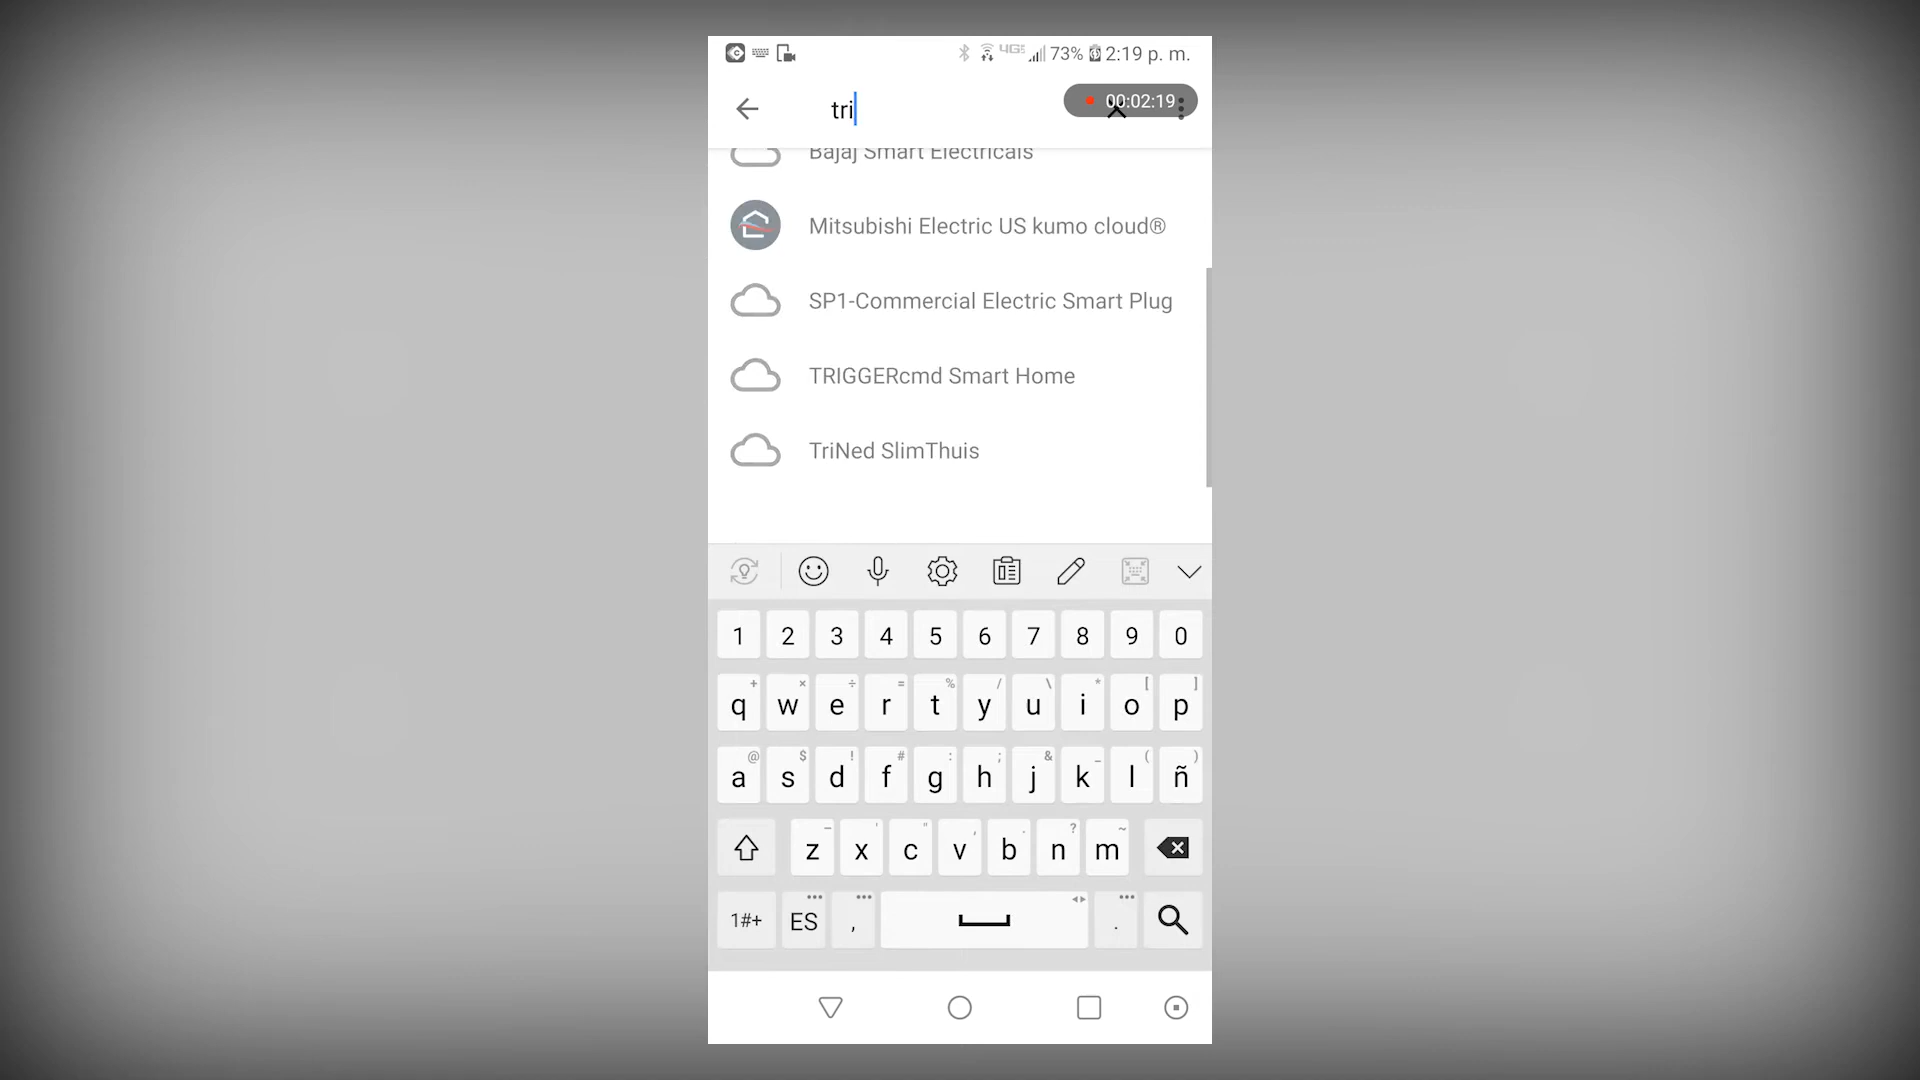 4G 73% 2:19 p. m.
tri
00:02:19
Bajaj Smart Electricals
Mitsubishi Electric US kumo cloud®
SP1-Commercial Electric Smart Plug
TRIGGERcmd Smart Home
TriNed SlimThuis
1 2 3 4 5 6 7 8 9 0
+ × ÷ = % / \ * [ ]
q w e r t y u i o p
@ $ ! # : ; & _ ( )
a s d f g h j k l ñ
- ' " , . ? ~
z x c v b n m
1#+ ES , .